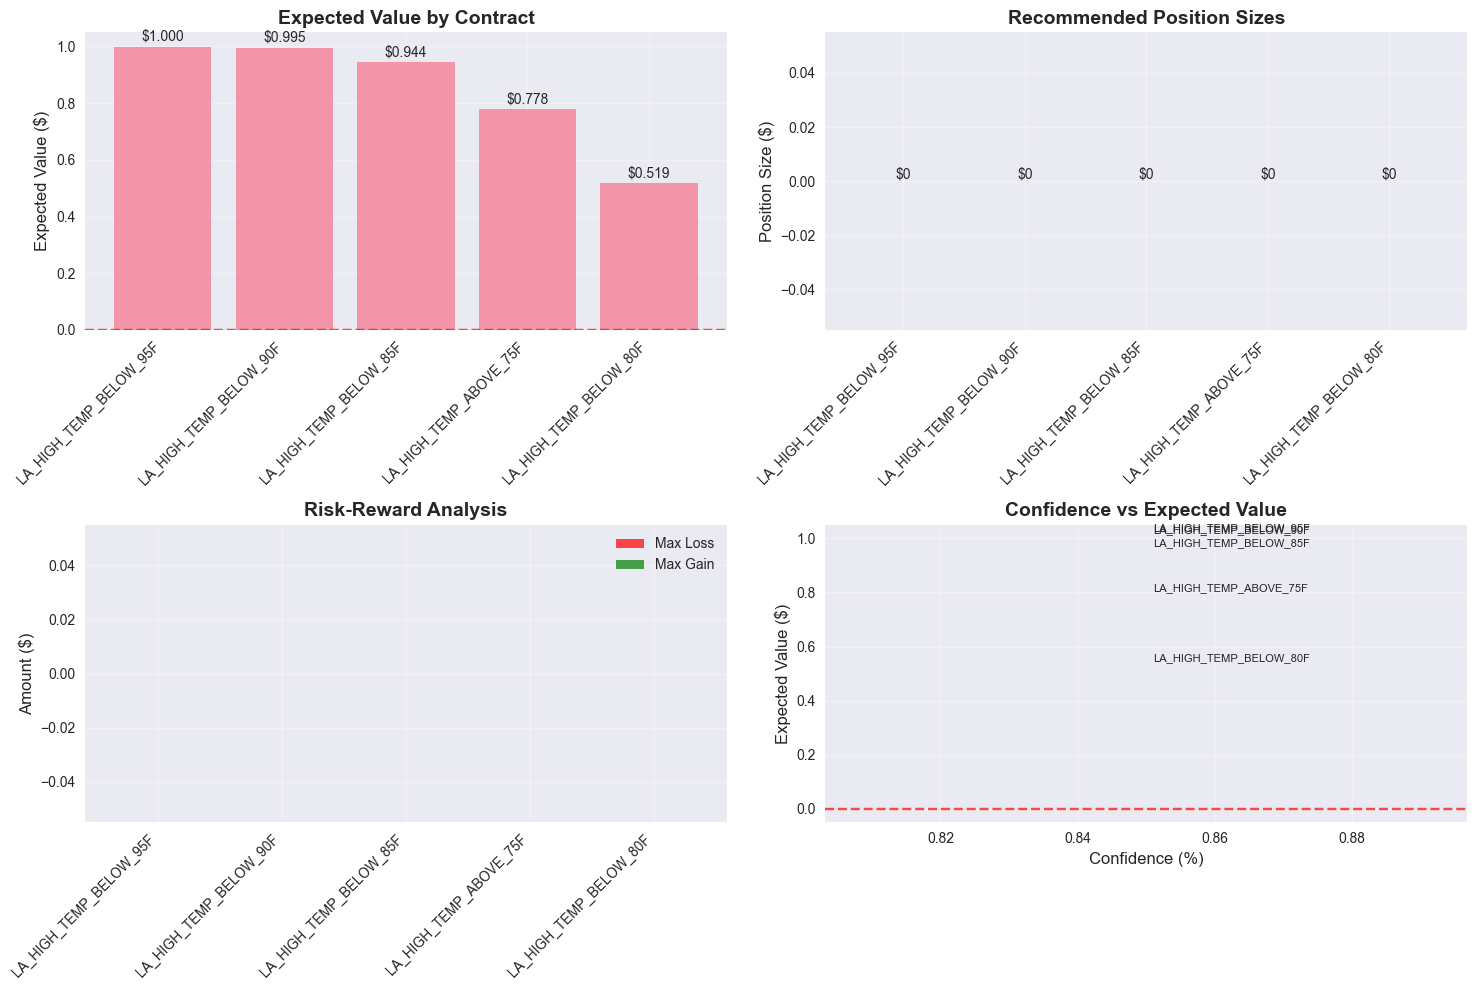 Expected Value by Contract
Expected Value ($)
1.0
0.8
0.6
0.4
0.2
0.0
$1.000
$0.995
$0.944
$0.778
$0.519
LA_HIGH_TEMP_BELOW_95F
LA_HIGH_TEMP_BELOW_90F
LA_HIGH_TEMP_BELOW_85F
LA_HIGH_TEMP_ABOVE_75F
LA_HIGH_TEMP_BELOW_80F
Recommended Position Sizes
Position Size ($)
0.04
0.02
0.00
−0.02
−0.04
$0
$0
$0
$0
$0
LA_HIGH_TEMP_BELOW_95F
LA_HIGH_TEMP_BELOW_90F
LA_HIGH_TEMP_BELOW_85F
LA_HIGH_TEMP_ABOVE_75F
LA_HIGH_TEMP_BELOW_80F
Risk-Reward Analysis
Amount ($)
0.04
0.02
0.00
−0.02
−0.04
Max Loss
Max Gain
LA_HIGH_TEMP_BELOW_95F
LA_HIGH_TEMP_BELOW_90F
LA_HIGH_TEMP_BELOW_85F
LA_HIGH_TEMP_ABOVE_75F
LA_HIGH_TEMP_BELOW_80F
Confidence vs Expected Value
Expected Value ($)
1.0
0.8
0.6
0.4
0.2
0.0
LA_HIGH_TEMP_BELOW_95F
LA_HIGH_TEMP_BELOW_90F
LA_HIGH_TEMP_BELOW_85F
LA_HIGH_TEMP_ABOVE_75F
LA_HIGH_TEMP_BELOW_80F
0.82
0.84
0.86
0.88
Confidence (%)